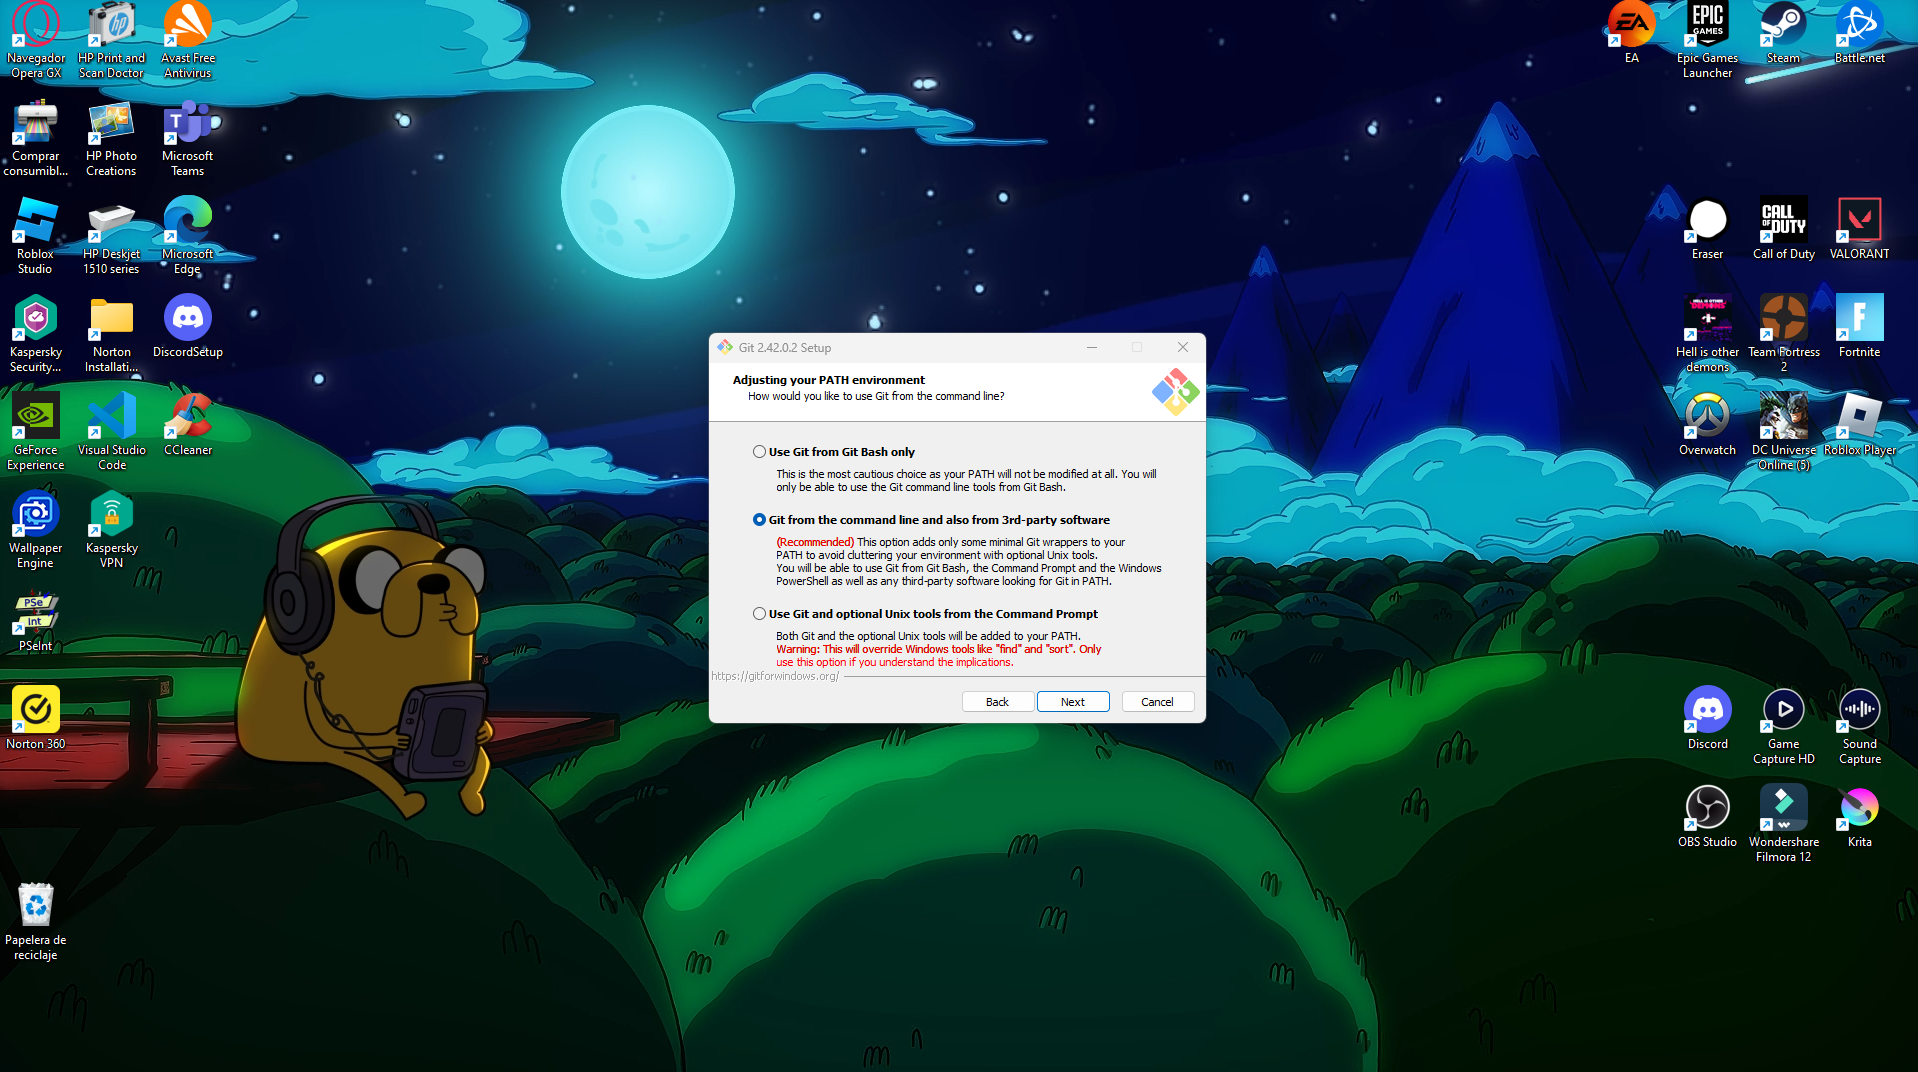 Navegador
Opera GX
HP Print and
Scan Doctor
Avast Free
Antivirus
Comprar
consumibl...
HP Photo
Creations
Microsoft
Teams
Roblox
Studio
HP Deskjet
1510 series
Microsoft
Edge
Kaspersky
Security...
Norton
Installati...
DiscordSetup
GeForce
Experience
Visual Studio
Code
CCleaner
Wallpaper
Engine
Kaspersky
VPN
PSe
Int
PSeInt
Norton 360
Papelera de
reciclaje
Git 2.42.0.2 Setup
Adjusting your PATH environment
How would you like to use Git from the command line?
Use Git from Git Bash only
This is the most cautious choice as your PATH will not be modified at all. You will
only be able to use the Git command line tools from Git Bash.
Git from the command line and also from 3rd-party software
(Recommended) This option adds only some minimal Git wrappers to your
PATH to avoid cluttering your environment with optional Unix tools.
You will be able to use Git from Git Bash, the Command Prompt and the Windows
PowerShell as well as any third-party software looking for Git in PATH.
Use Git and optional Unix tools from the Command Prompt
Both Git and the optional Unix tools will be added to your PATH.
Warning: This will override Windows tools like "find" and "sort". Only
use this option if you understand the implications.
https://gitforwindows.org/
Back
Next
Cancel
EA
EA
EPIC
GAMES
Epic Games
Launcher
Steam
Battle.net
Eraser
CALL
OF DUTY
Call of Duty
VALORANT
HELL IS OTHER
DEMONS
Hell is other
demons
Team Fortress
2
Fortnite
Overwatch
DC Universe
Online (5)
Roblox Player
Discord
Game
Capture HD
Sound
Capture
OBS Studio
Wondershare
Filmora 12
Krita